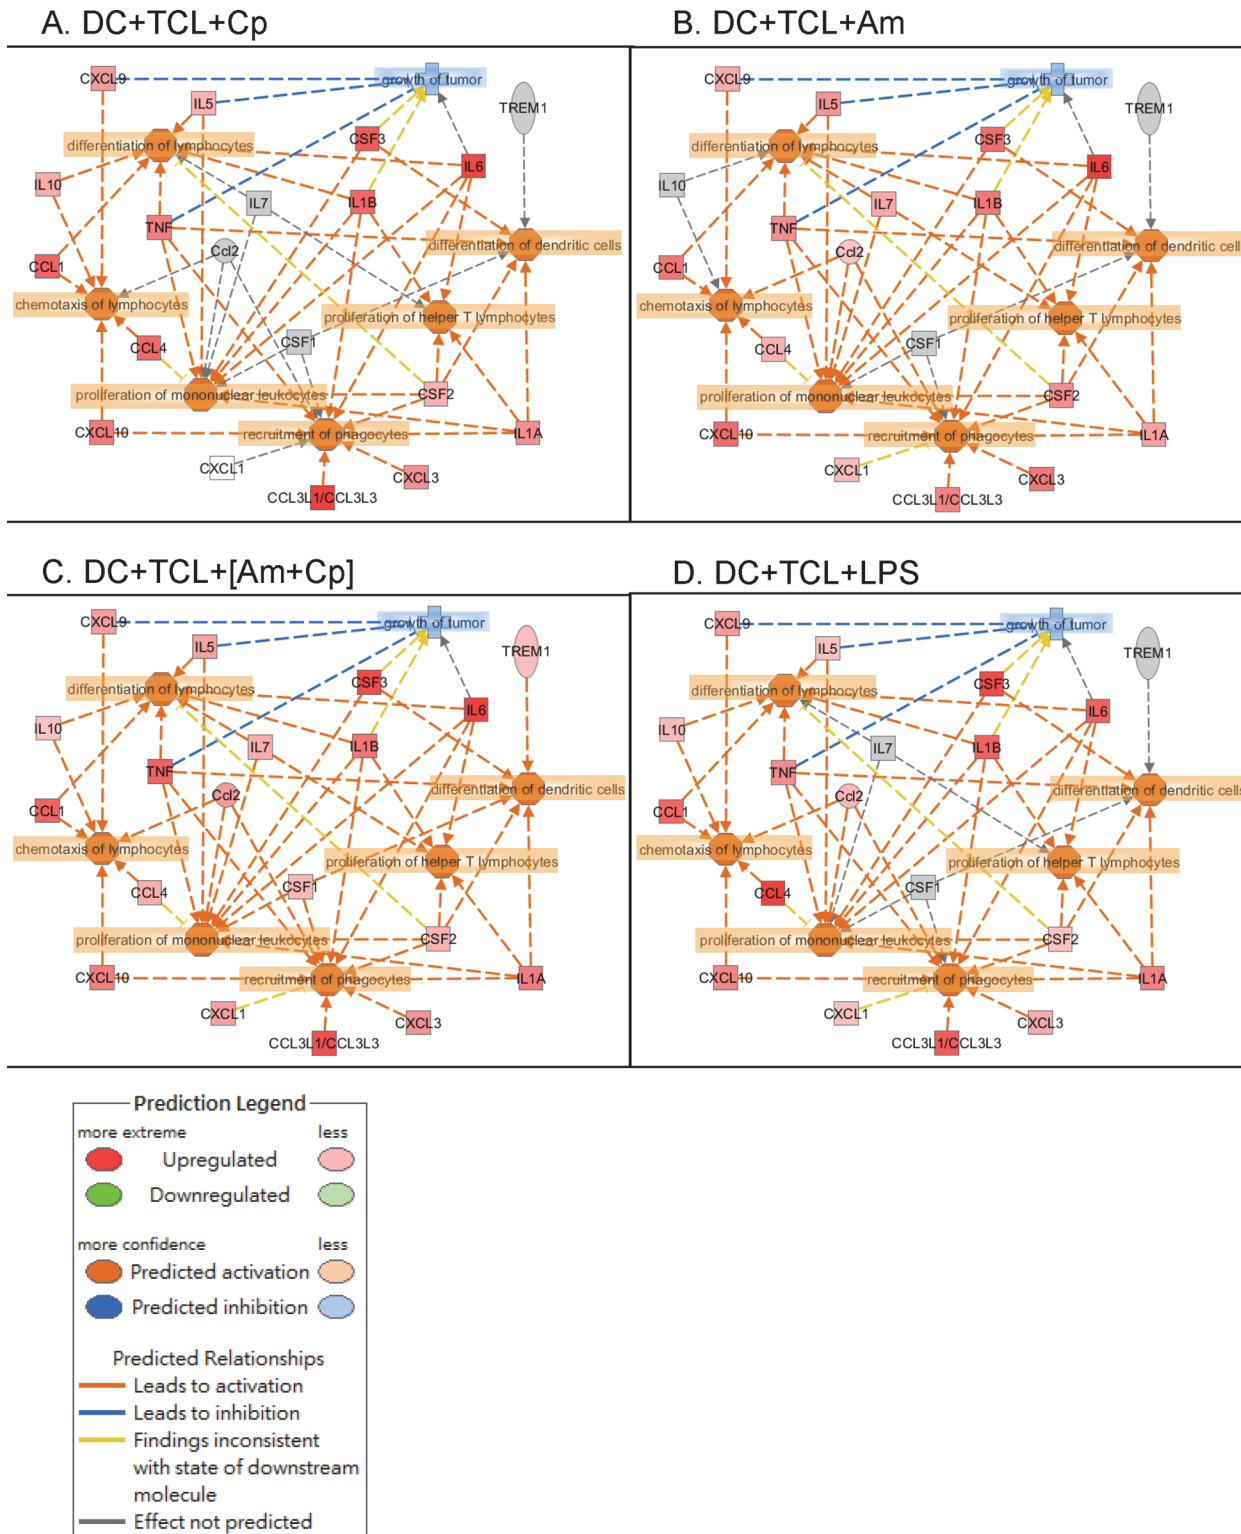 A. DC+TCL+Cp
CXCL9
growth of tumor
IL5
TREM1
CSF3
differentiation of lymphocytes
IL6
IL10
IL7
IL1B
TNF
differentiation of dendritic cells
Ccl2
CCL1
chemotaxis of lymphocytes
proliferation of helper T lymphocytes
CSF1
CCL4
proliferation of mononuclear leukocytes
CSF2
CXCL10
recruitment of phagocytes
IL1A
CXCL1
CXCL3
CCL3L1/CCL3L3
B. DC+TCL+Am
CXCL9
growth of tumor
IL5
TREM1
CSF3
differentiation of lymphocytes
IL6
IL10
IL7
IL1B
TNF
differentiation of dendritic cells
Ccl2
CCL1
chemotaxis of lymphocytes
proliferation of helper T lymphocytes
CSF1
CCL4
proliferation of mononuclear leukocytes
CSF2
CXCL10
recruitment of phagocytes
IL1A
CXCL1
CXCL3
CCL3L1/CCL3L3
C. DC+TCL+[Am+Cp]
CXCL9
growth of tumor
IL5
TREM1
CSF3
differentiation of lymphocytes
IL6
IL10
IL7
IL1B
TNF
differentiation of dendritic cells
Ccl2
CCL1
chemotaxis of lymphocytes
proliferation of helper T lymphocytes
CSF1
CCL4
proliferation of mononuclear leukocytes
CSF2
CXCL10
recruitment of phagocytes
IL1A
CXCL1
CXCL3
CCL3L1/CCL3L3
D. DC+TCL+LPS
CXCL9
growth of tumor
IL5
TREM1
CSF3
differentiation of lymphocytes
IL6
IL10
IL7
IL1B
TNF
differentiation of dendritic cells
Ccl2
CCL1
chemotaxis of lymphocytes
proliferation of helper T lymphocytes
CSF1
CCL4
proliferation of mononuclear leukocytes
CSF2
CXCL10
recruitment of phagocytes
IL1A
CXCL1
CXCL3
CCL3L1/CCL3L3
Prediction Legend
more extreme less
Upregulated
Downregulated
more confidence less
Predicted activation
Predicted inhibition
Predicted Relationships
Leads to activation
Leads to inhibition
Findings inconsistent
with state of downstream
molecule
Effect not predicted